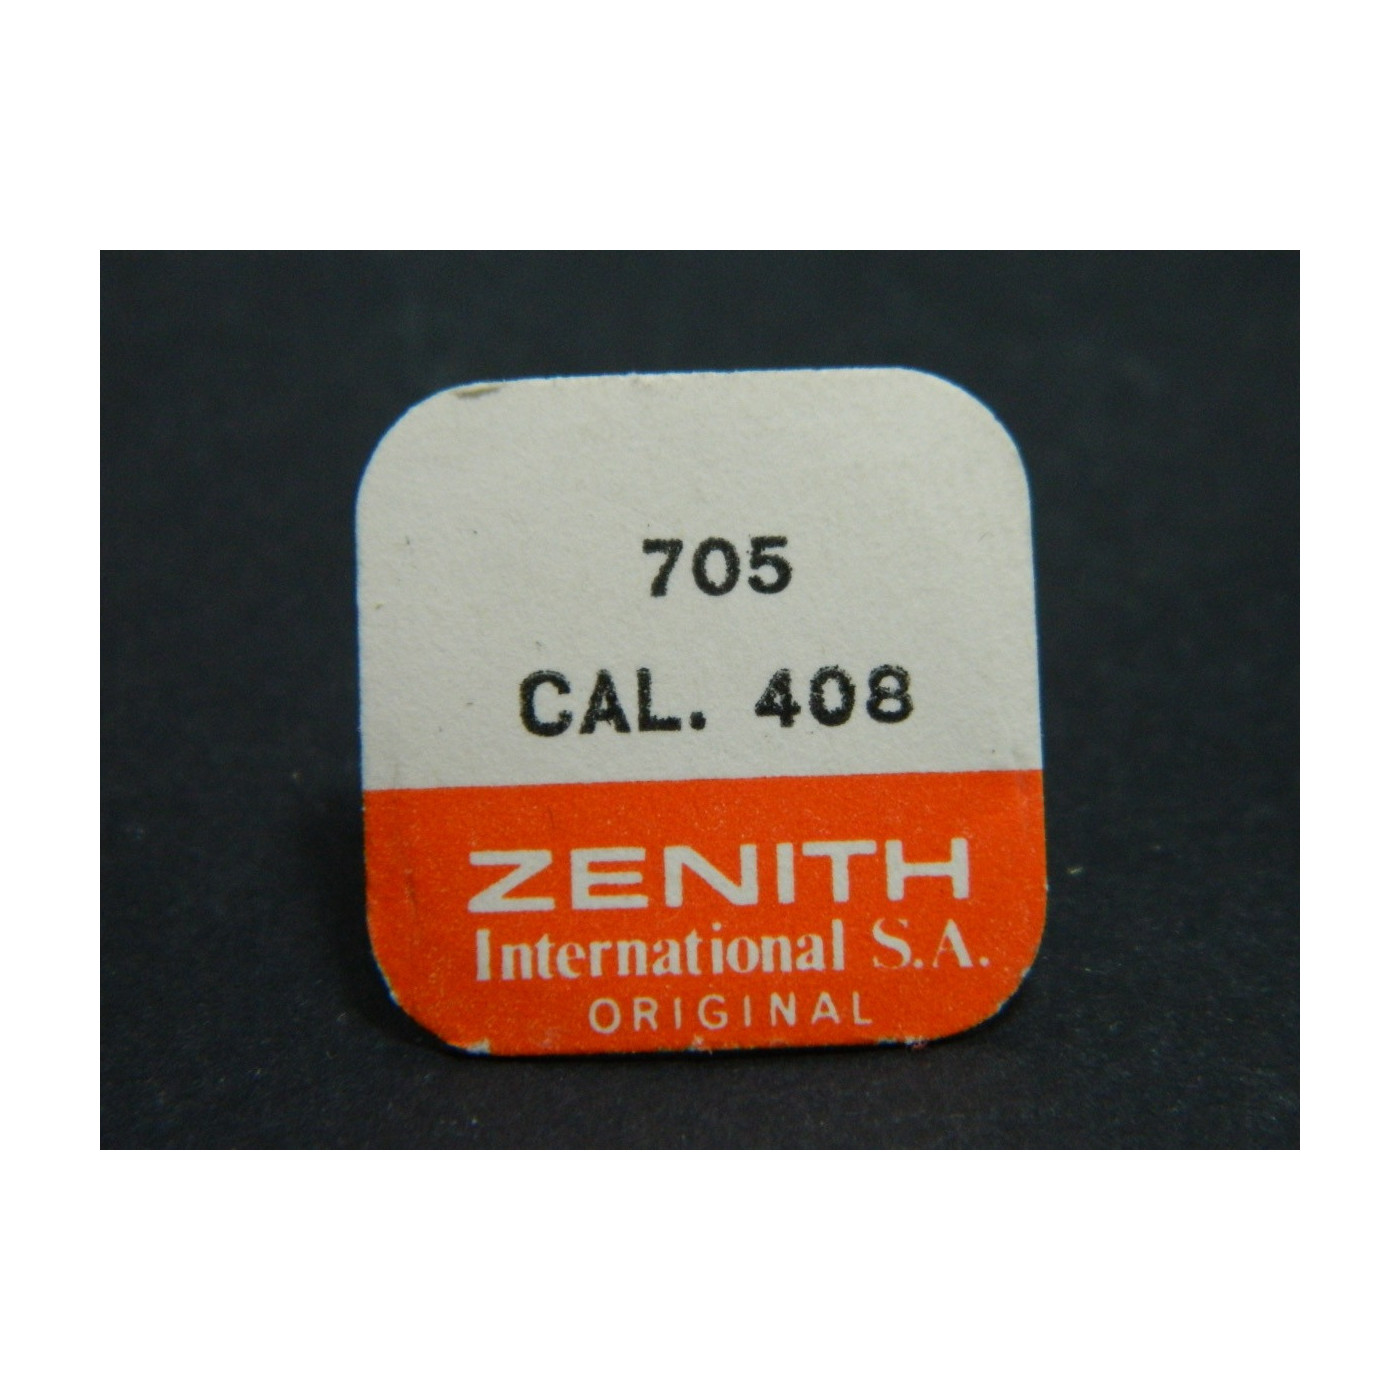 705
CAL. 408
ZENITH
International S.A.
ORIGINAL